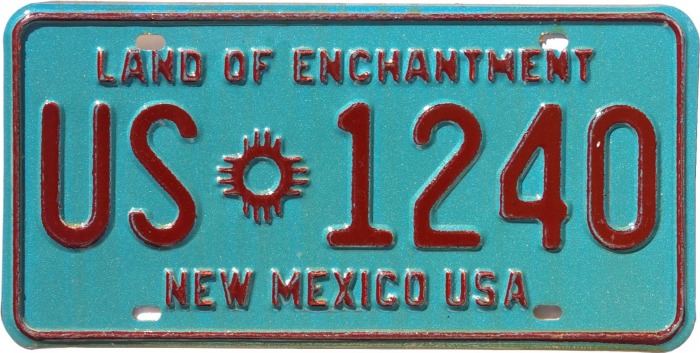 LAND OF ENCHANTMENT
US 1240
NEW MEXICO USA